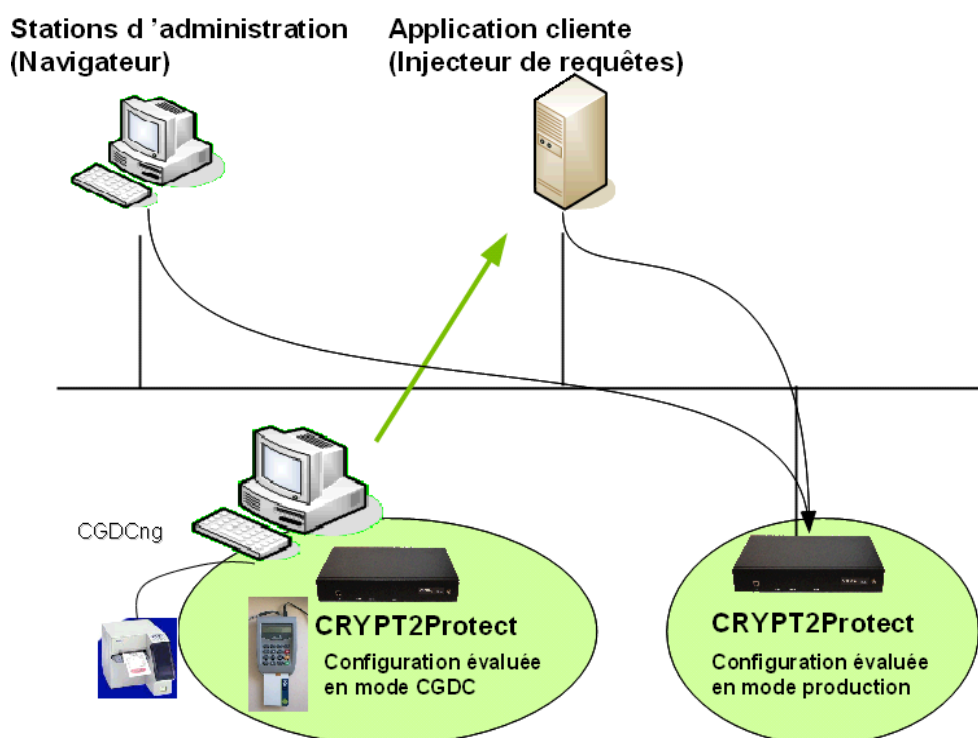 Stations d ’administration
(Navigateur)
Application cliente
(Injecteur de requêtes)
CGDCng
CRYPT2Protect
Configuration évaluée
en mode CGDC
CRYPT2Protect
Configuration évaluée
en mode production